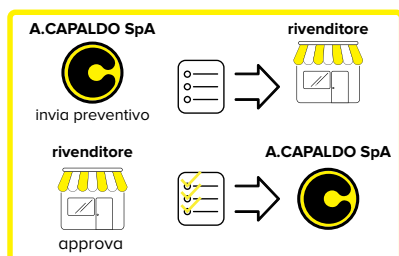 A.CAPALDO SpA
rivenditore
invia preventivo
rivenditore
A.CAPALDO SpA
approva